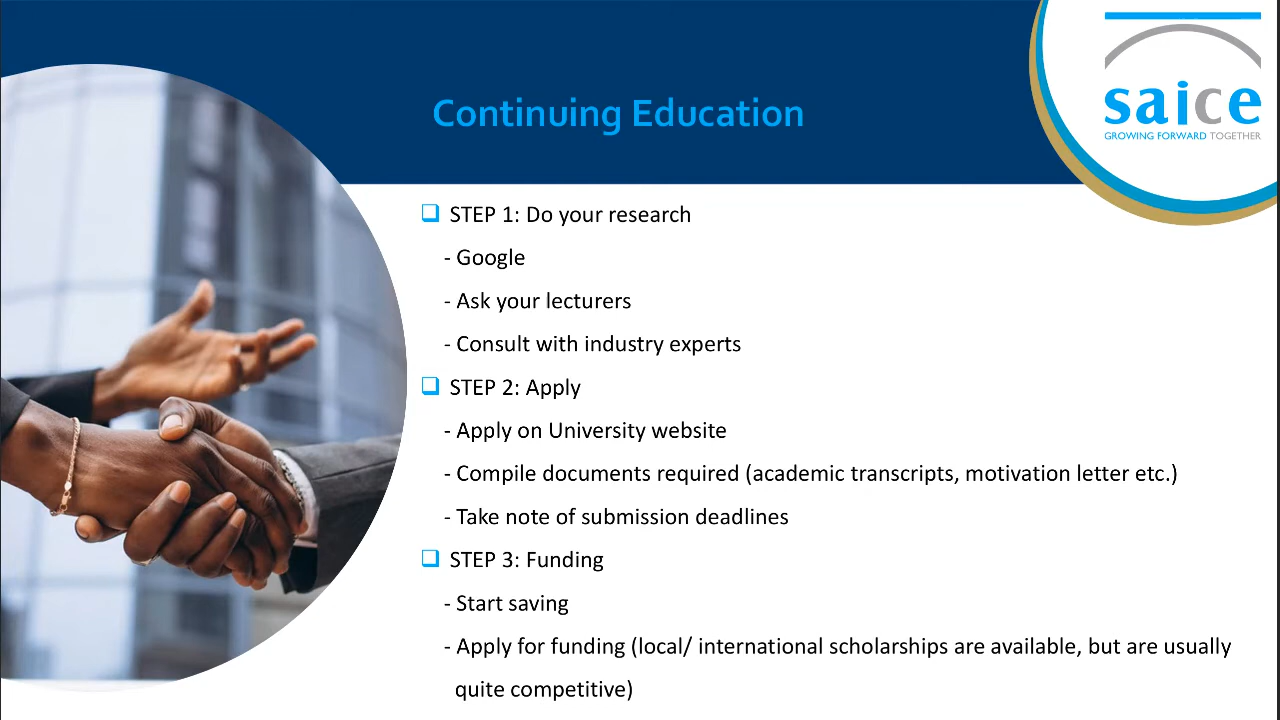 saice
GROWING FORWARD TOGETHER
Continuing Education
STEP 1: Do your research
- Google
- Ask your lecturers
- Consult with industry experts
STEP 2: Apply
- Apply on University website
- Compile documents required (academic transcripts, motivation letter etc.)
- Take note of submission deadlines
STEP 3: Funding
- Start saving
- Apply for funding (local/ international scholarships are available, but are usually
quite competitive)